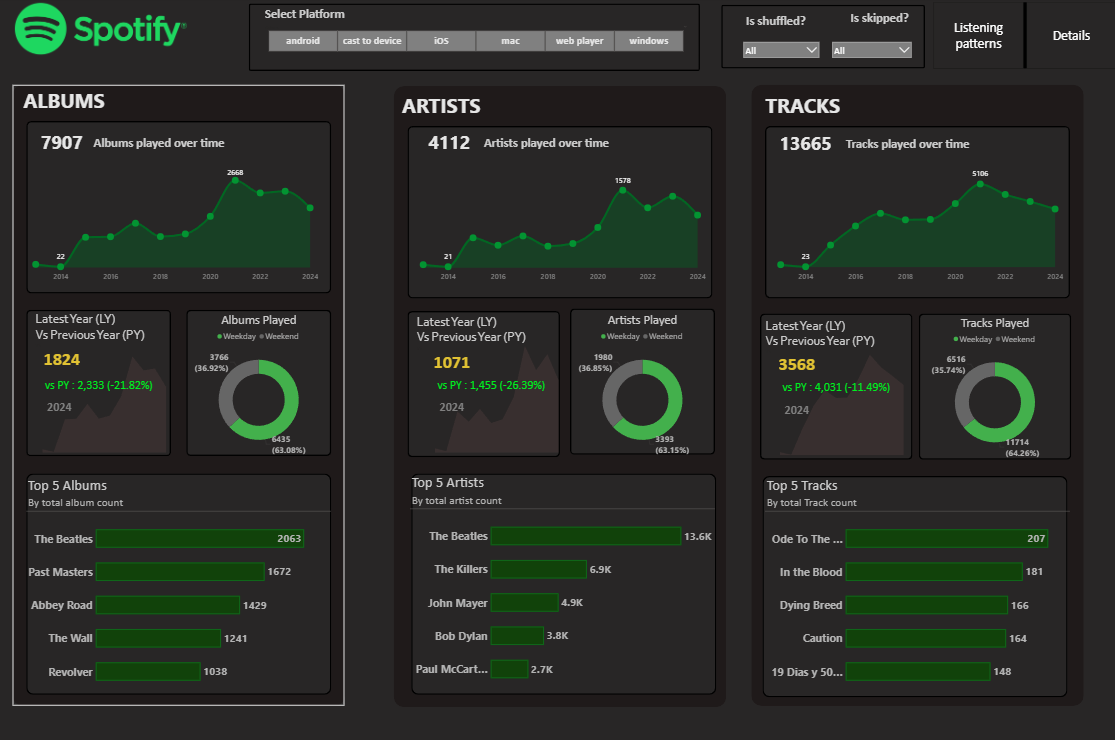 Spotify®
Select Platform
android cast to device iOS mac web player windows
Is shuffled?
All
Is skipped?
All
Listening
patterns
Details
ALBUMS
7907 Albums played over time
2668
22
2014 2016 2018 2020 2022 2024
Latest Year (LY)
Vs Previous Year (PY)
1824
vs PY : 2,333 (-21.82%)
2024
Albums Played
Weekday Weekend
3766
(36.92%)
6435
(63.08%)
Top 5 Albums
By total album count
The Beatles 2063
Past Masters 1672
Abbey Road 1429
The Wall 1241
Revolver 1038
ARTISTS
4112 Artists played over time
1578
21
2014 2016 2018 2020 2022 2024
Latest Year (LY)
Vs Previous Year (PY)
1071
vs PY : 1,455 (-26.39%)
2024
Artists Played
Weekday Weekend
1980
(36.85%)
3393
(63.15%)
Top 5 Artists
By total artist count
The Beatles 13.6K
The Killers 6.9K
John Mayer 4.9K
Bob Dylan 3.8K
Paul McCart... 2.7K
TRACKS
13665 Tracks played over time
5106
23
2014 2016 2018 2020 2022 2024
Latest Year (LY)
Vs Previous Year (PY)
3568
vs PY : 4,031 (-11.49%)
2024
Tracks Played
Weekday Weekend
6516
(35.74%)
11714
(64.26%)
Top 5 Tracks
By total Track count
Ode To The ... 207
In the Blood 181
Dying Breed 166
Caution 164
19 Dias y 50... 148